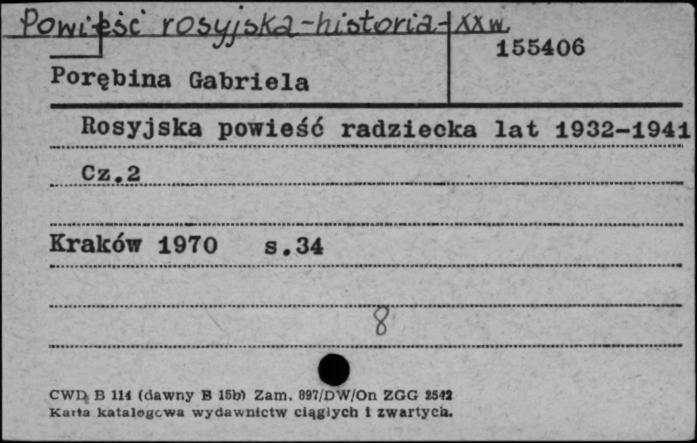 Powieść rosyjska-historia-XXw.
155406
Porębina Gabriela
Rosyjska powieść radziecka lat 1932-1941
Cz.2
Kraków 1970 s.34
8
CWD B 114 (dawny B 15b) Zam. 897/DW/On ZGG 2542
Karta katalogowa wydawnictw ciągłych i zwartych.